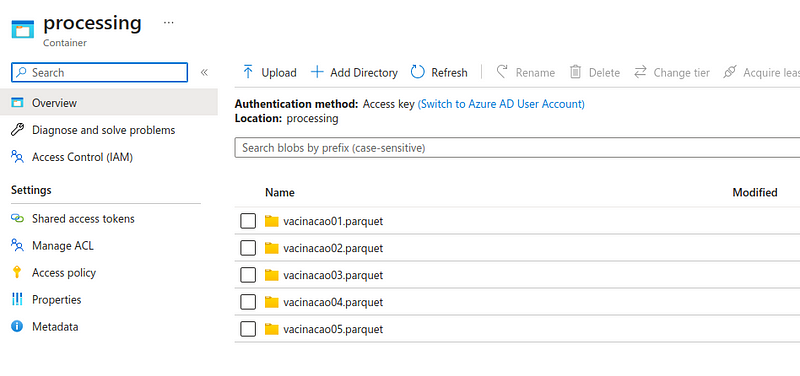 processing ...
Container
Search «
Overview
Diagnose and solve problems
Access Control (IAM)
Settings
Shared access tokens
Manage ACL
Access policy
Properties
Metadata
Upload Add Directory Refresh Rename Delete Change tier Acquire leas
Authentication method: Access key (Switch to Azure AD User Account)
Location: processing
Search blobs by prefix (case-sensitive)
Name Modified
vacinacao01.parquet
vacinacao02.parquet
vacinacao03.parquet
vacinacao04.parquet
vacinacao05.parquet